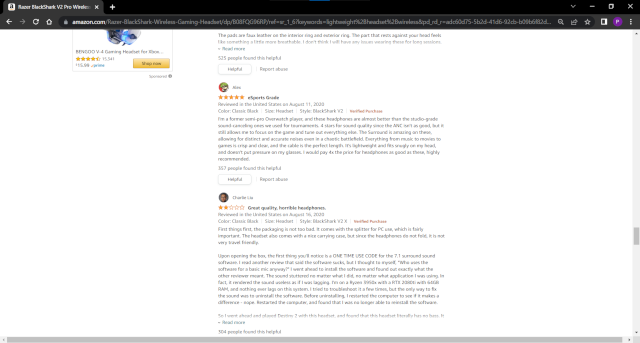 Razer BlackShark V2 Pro Wireles
amazon.com/Razer-BlackShark-Wireless-Gaming-Headset/dp/B08FQG96RP/ref=sr_1_6?keywords=lightweight%2Bheadset%2Bwireless&pd_rd_r=
BENGOO V-4 Gaming Headset for Xbox...
Shop now
Sponsored
The pads are faux leather on the interior ring and exterior ring. The part that rests against your head feels
like something a little more breathable. I don't think I will have any issues wearing these for long sessions.
Read more
525 people found this helpful
Helpful
Report abuse
Alex
eSports Grade
Reviewed in the United States on August 11, 2020
Color: Classic Black Size: Headset Style: BlackShark V2 Verified Purchase
I'm a former semi-pro Overwatch player, and these headphones are almost better than the studio-grade
sound canceling ones we used for tournaments. 4 stars for sound quality since the ANC isn't as good, but it
still allows me to focus on the game and tune out everything else. The Surround is amazing on these,
allowing for distinct and accurate noises even in a chaotic battlefield. Everything from music to movies to
games is crisp and clear, and the cable is the perfect length. It's lightweight and fits snugly on my head,
and doesn't put pressure on my glasses. I would pay 4x the price for headphones as good as these, highly
recommended.
357 people found this helpful
Helpful
Report abuse
Charlie Liu
Great quality, horrible headphones.
Reviewed in the United States on August 16, 2020
Color: Classic Black Size: Headset Style: BlackShark V2 X Verified Purchase
First things first, the packaging is not too bad. It comes with the splitter for PC use, which is fairly
important. The headset also comes with a nice carrying case, but since the headphones do not fold, it is not
very travel friendly.
Upon opening the box, the first thing you'll notice is a ONE TIME USE CODE for the 7.1 surround sound
software. I read another review that said the software sucks, but I thought to myself, "Who uses the
software for a basic mic anyway?" I went ahead to install the software and found out exactly what the
other reviewer meant. The sound stuttered no matter what I did, no matter what application I was using. In
fact, it rendered the sound useless as if I was lagging. I'm on a Ryzen 3950x with a RTX 2080ti with 64GB
RAM, and nothing ever lags on this system. I tried to troubleshoot it a few times, but the only way to fix
the sound was to uninstall the software. Before uninstalling, I restarted the computer to see if it makes a
difference - nope. Restarted the computer, and found that I was no longer able to reinstall the software.
So I went ahead and played Destiny 2 with this headset, and found that this headset literally has no bass. It
Read more
304 people found this helpful